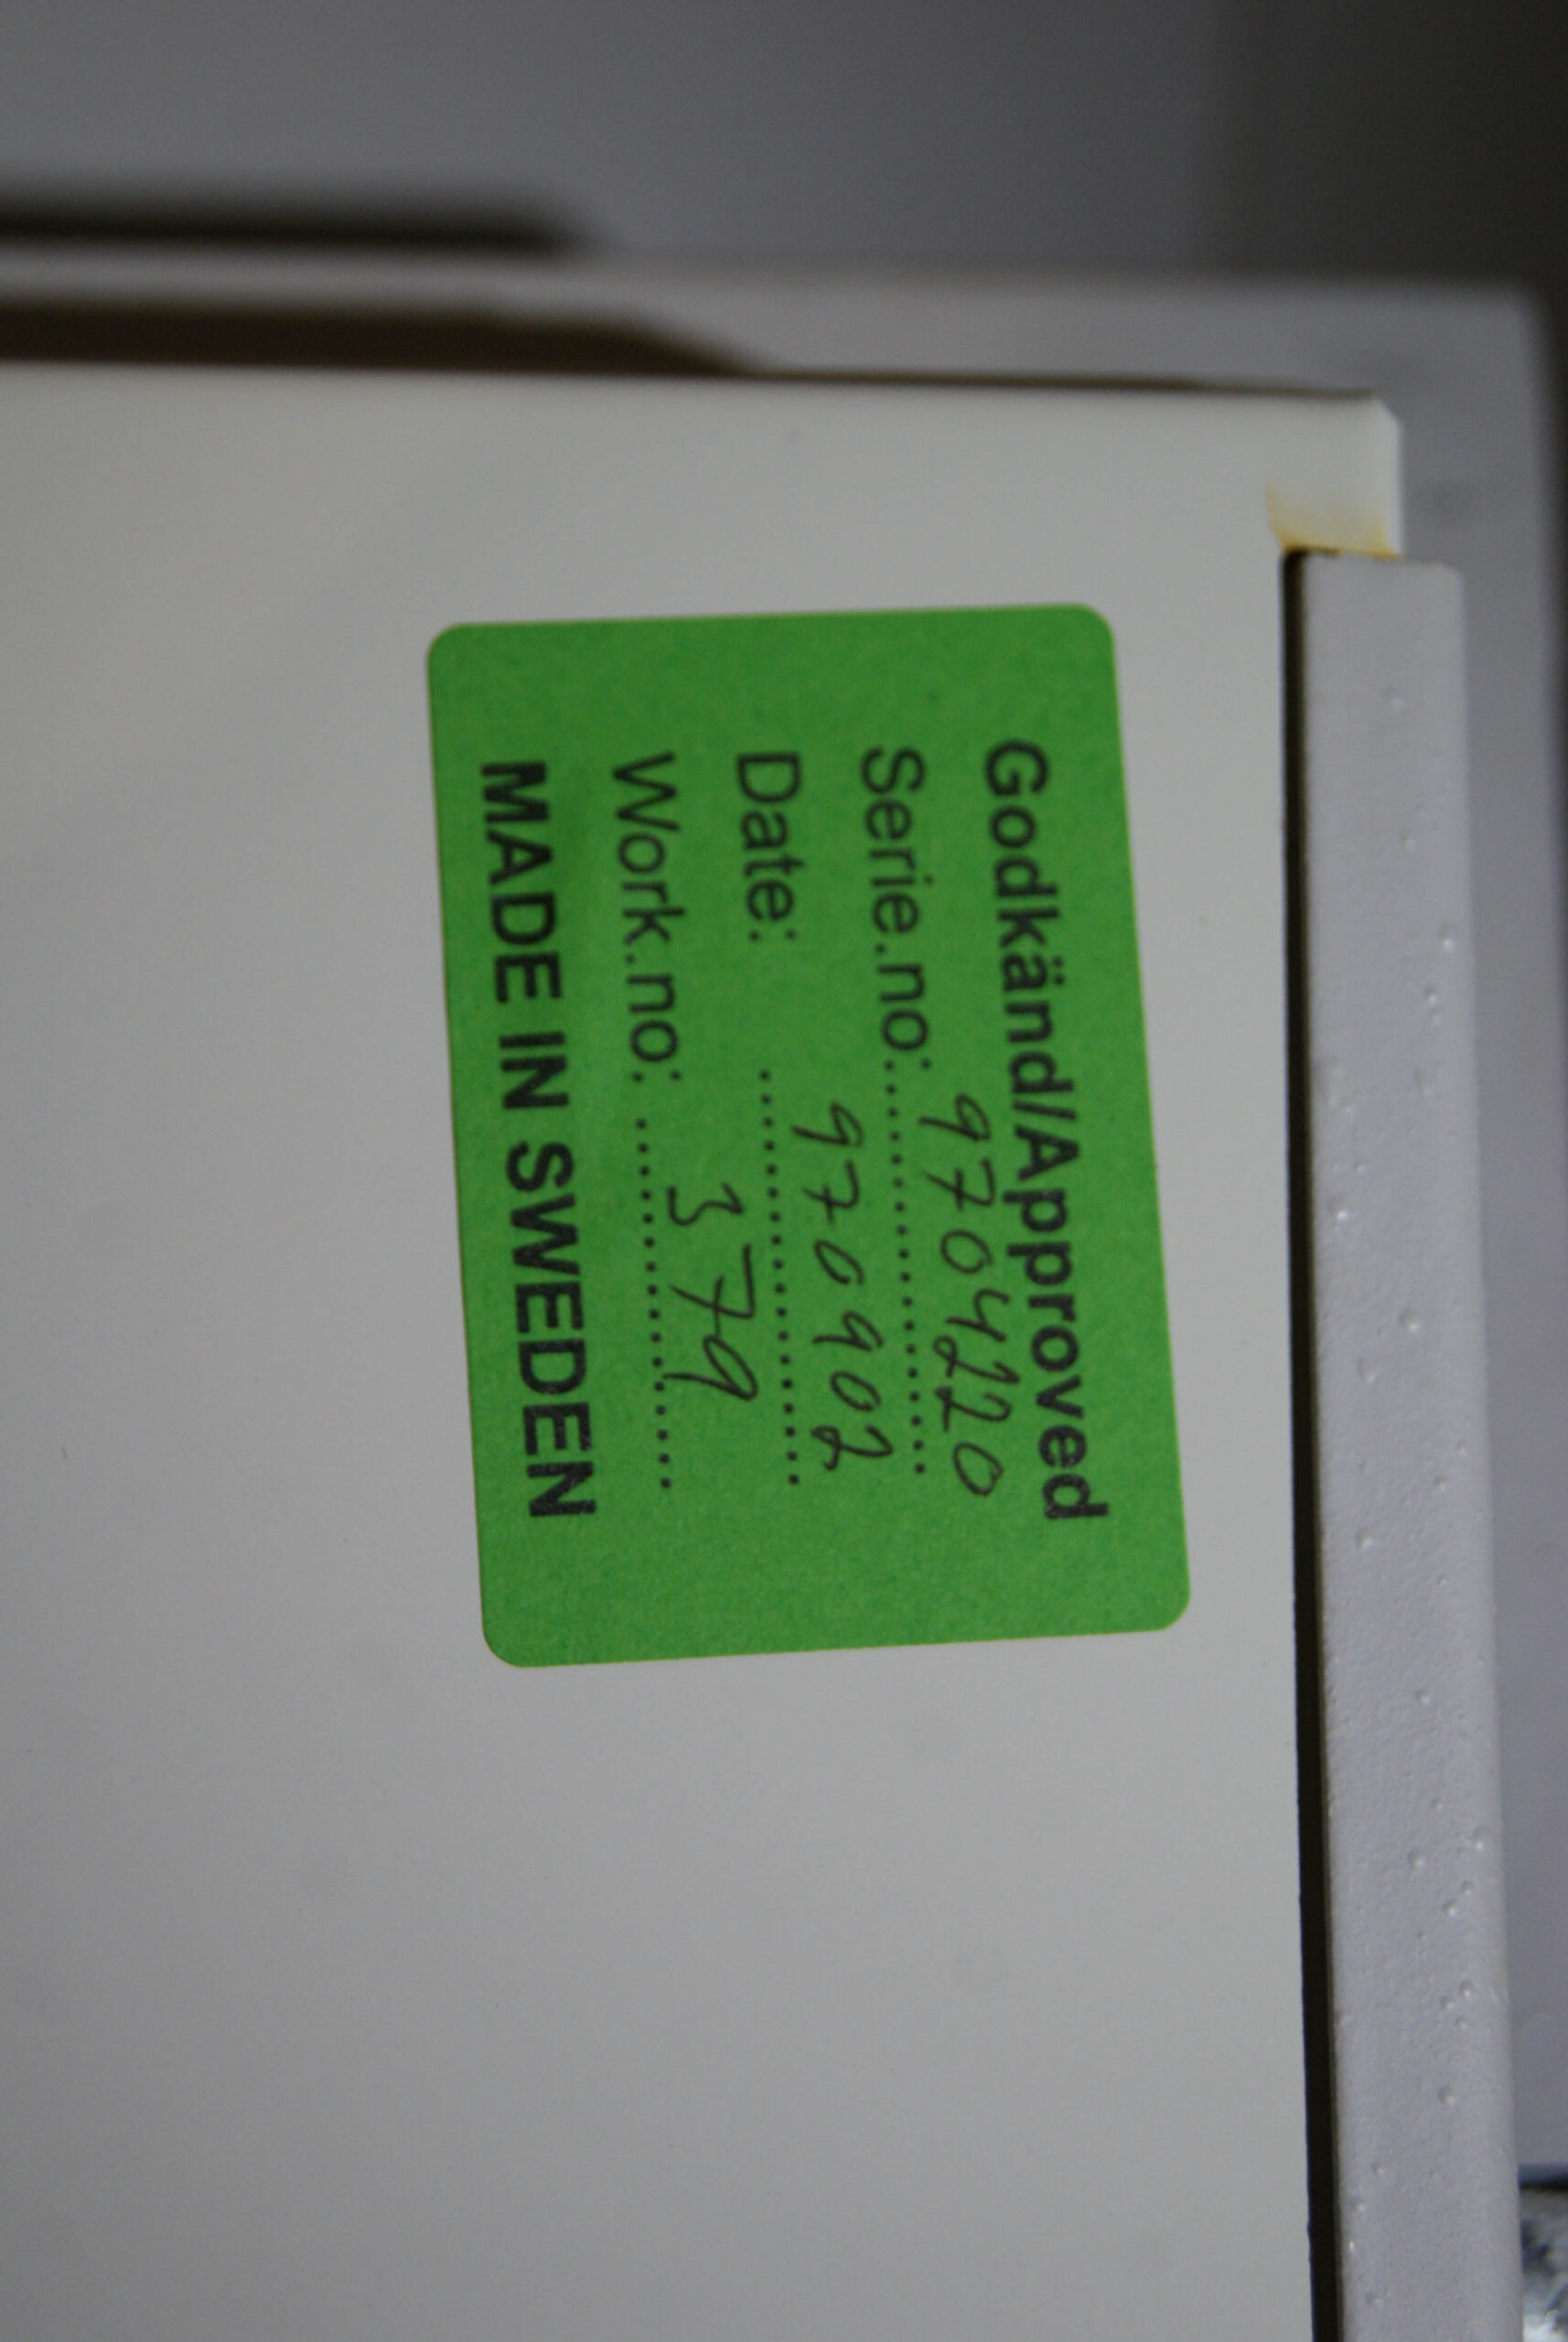 Godkänd/Approved
Serie.no: 9704220
Date: 970902
Work.no: 379
MADE IN SWEDEN